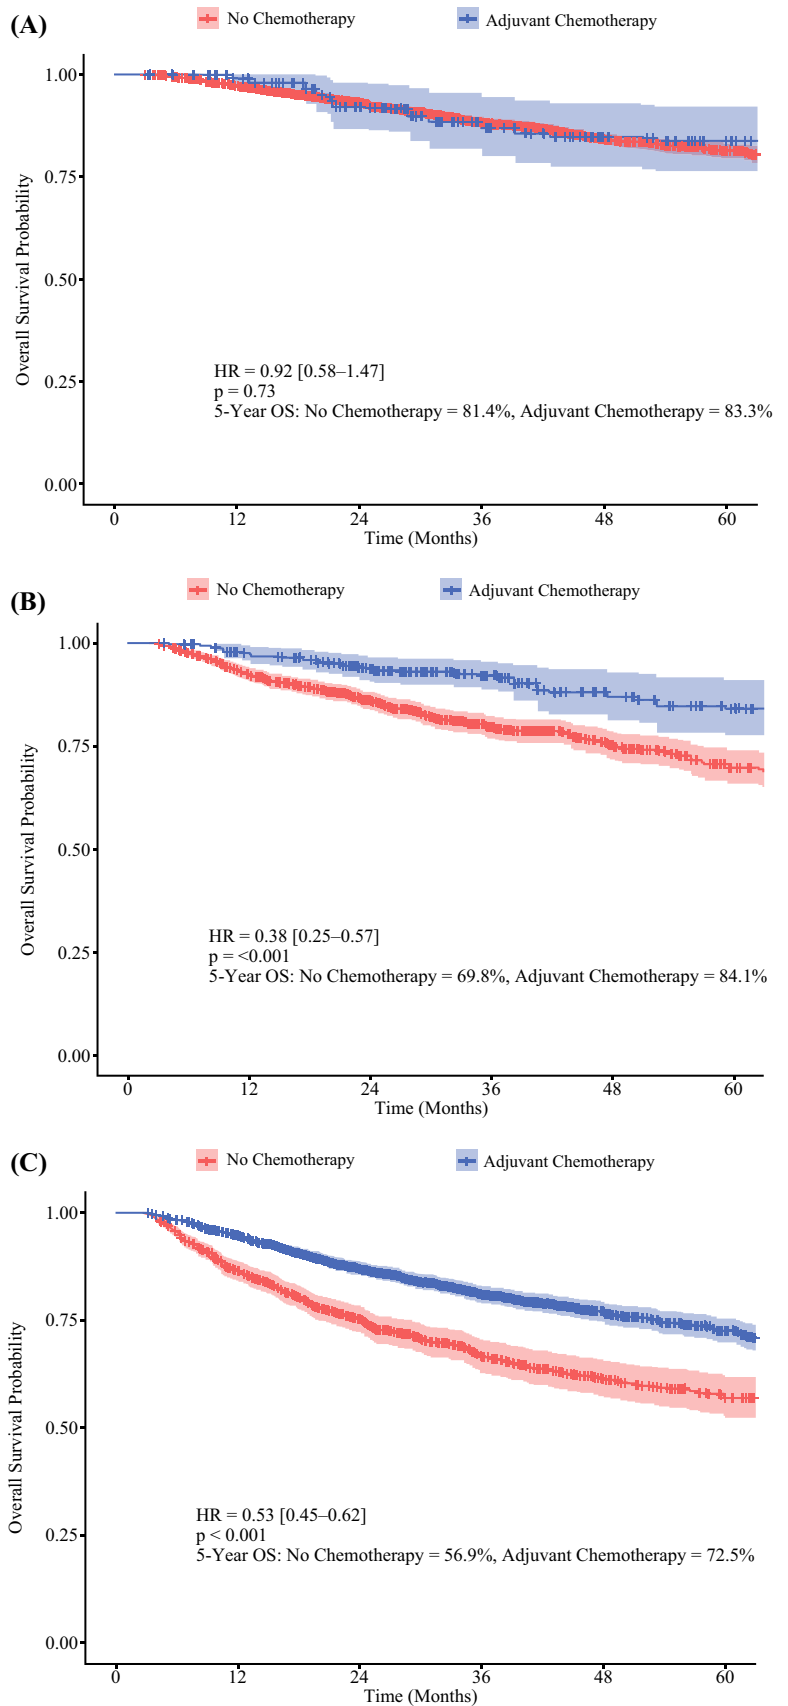 (A)
No Chemotherapy
Adjuvant Chemotherapy
Overall Survival Probability
1.00
0.75
0.50
0.25
0.00
HR = 0.92 [0.58–1.47]
p = 0.73
5-Year OS: No Chemotherapy = 81.4%, Adjuvant Chemotherapy = 83.3%
0 12 24 36 48 60
Time (Months)
(B)
No Chemotherapy
Adjuvant Chemotherapy
Overall Survival Probability
1.00
0.75
0.50
0.25
0.00
HR = 0.38 [0.25–0.57]
p = <0.001
5-Year OS: No Chemotherapy = 69.8%, Adjuvant Chemotherapy = 84.1%
0 12 24 36 48 60
Time (Months)
(C)
No Chemotherapy
Adjuvant Chemotherapy
Overall Survival Probability
1.00
0.75
0.50
0.25
0.00
HR = 0.53 [0.45–0.62]
p < 0.001
5-Year OS: No Chemotherapy = 56.9%, Adjuvant Chemotherapy = 72.5%
0 12 24 36 48 60
Time (Months)